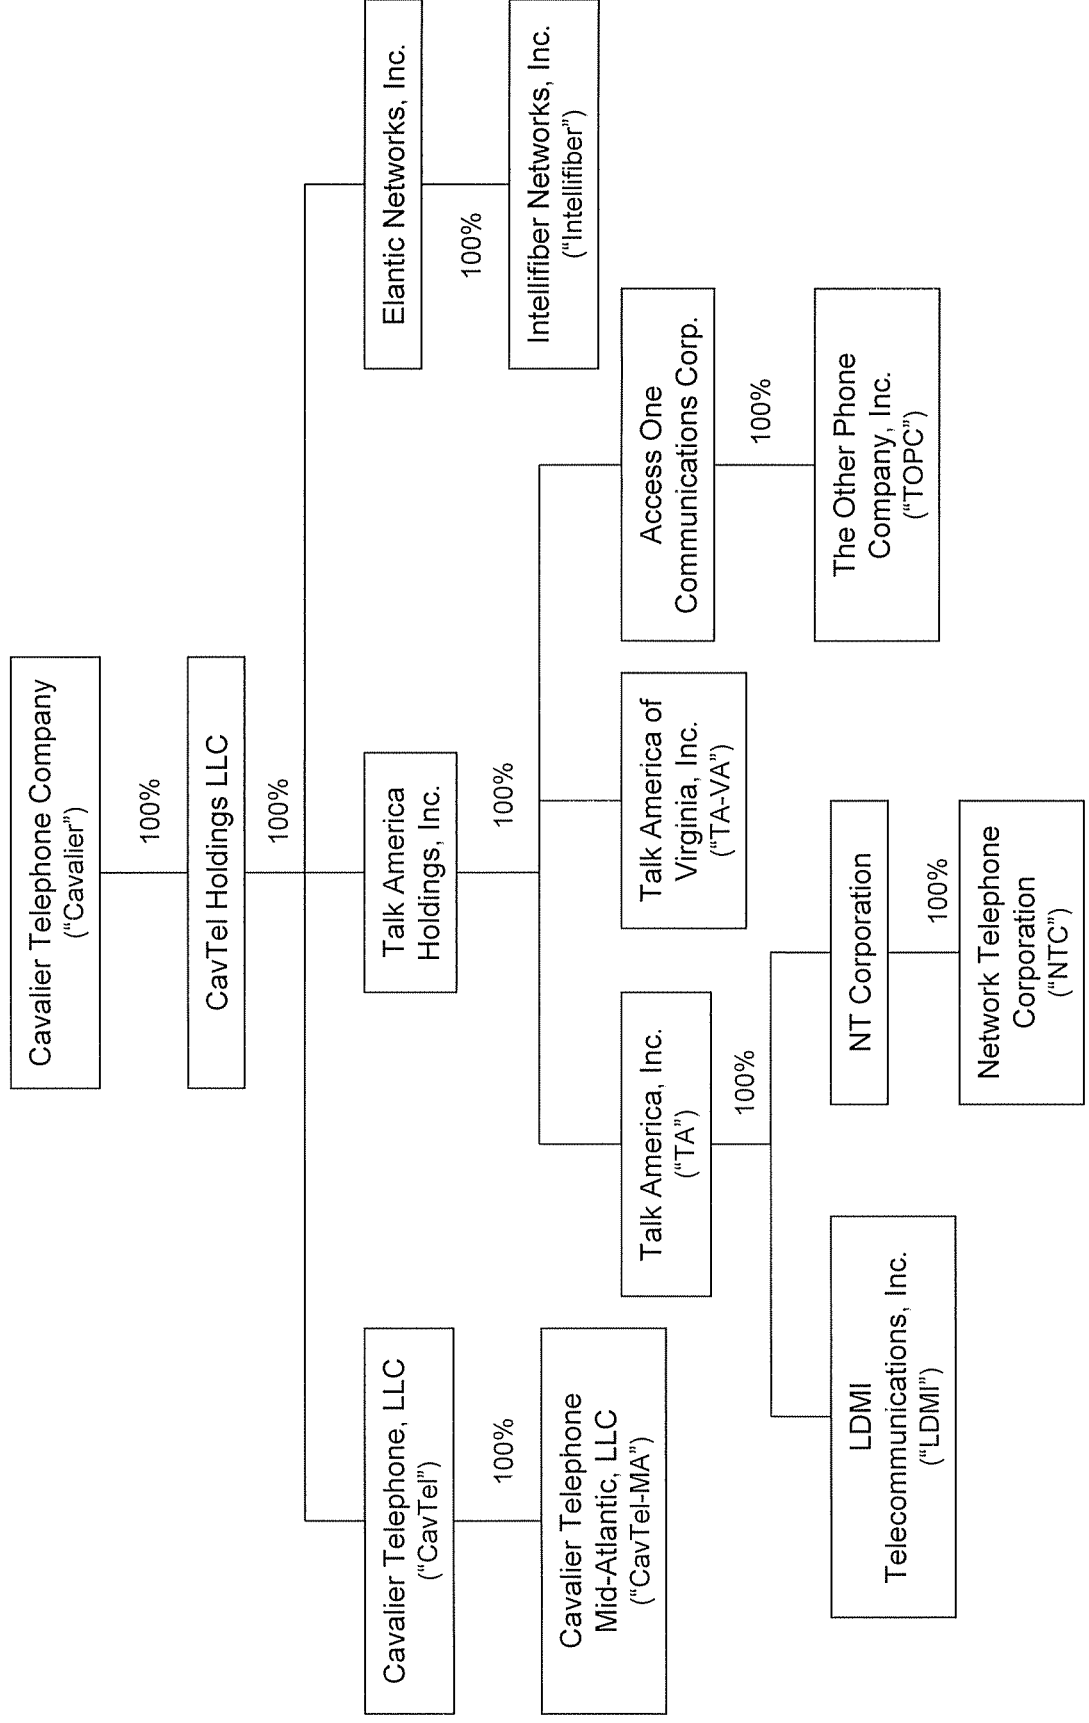 Cavalier Telephone Company
(“Cavalier”)
100%
CavTel Holdings LLC
100%
Cavalier Telephone, LLC
(“CavTel”)
100%
Cavalier Telephone
Mid-Atlantic, LLC
(“CavTel-MA”)
Talk America
Holdings, Inc.
100%
Elantic Networks, Inc.
100%
Intellifiber Networks, Inc.
(“Intellifiber”)
Talk America, Inc.
(“TA”)
100%
Talk America of
Virginia, Inc.
(“TA-VA”)
Access One
Communications Corp.
100%
The Other Phone
Company, Inc.
(“TOPC”)
LDMI
Telecommunications, Inc.
(“LDMI”)
NT Corporation
100%
Network Telephone
Corporation
(“NTC”)